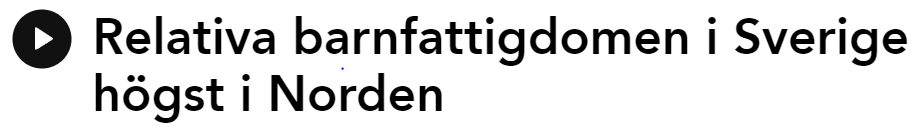 Relativa barnfattigdomen i Sverige
högst i Norden